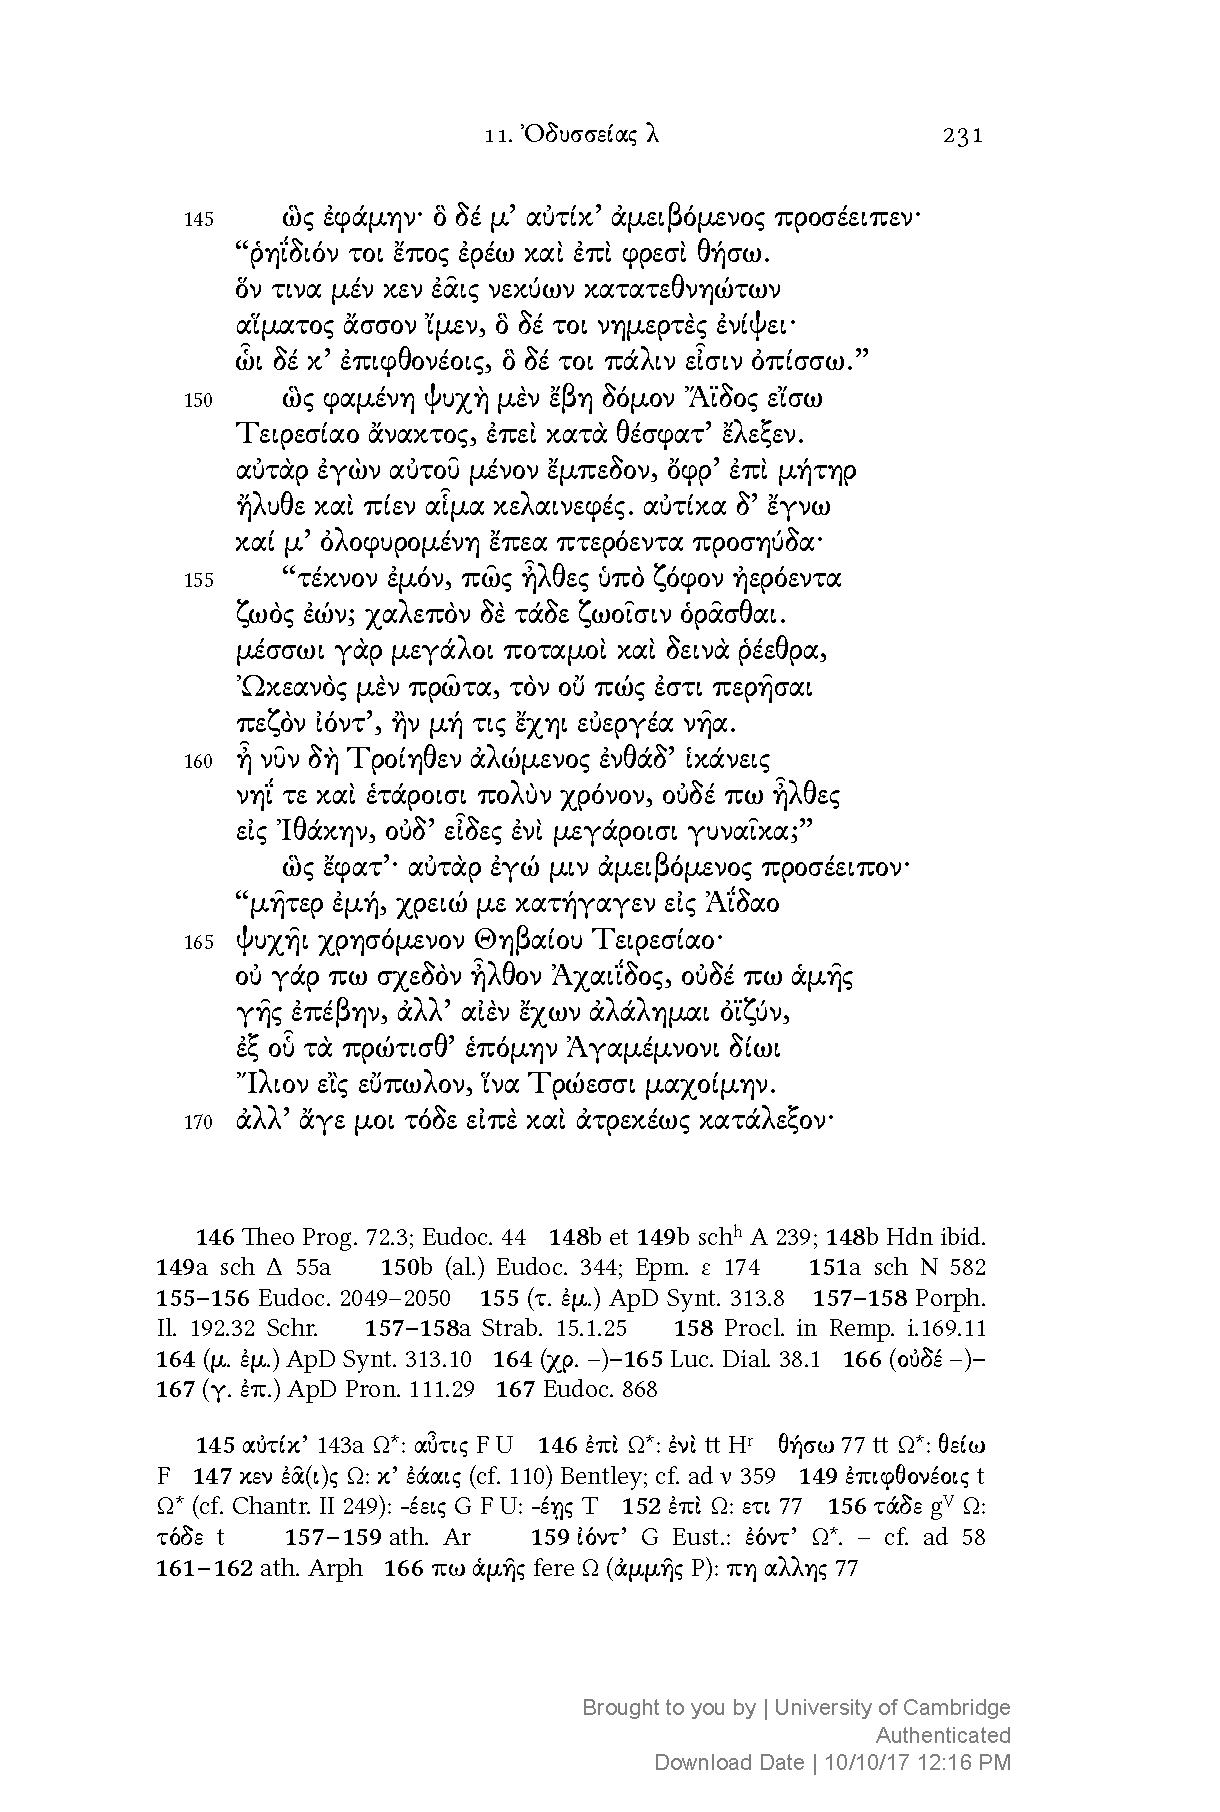 11. Ὀδυσσείας λ 231
145 ὣς ἐφάμην· ὃ δέ μ’ αὐτίκ’ ἀμειβόμενος προσέειπεν·
“ῥηΐδιόν τοι ἔπος ἐρέω καὶ ἐπὶ φρεσὶ θήσω.
ὅν τινα μέν κεν ἐᾶις νεκύων κατατεθνηώτων
αἵματος ἄσσον ἴμεν, ὃ δέ τοι νημερτὲς ἐνίψει·
ὧι δέ κ’ ἐπιφθονέοις, ὃ δέ τοι πάλιν εἶσιν ὀπίσσω.”
150 ὣς φαμένη ψυχὴ μὲν ἔβη δόμον Ἄϊδος εἴσω
Τειρεσίαο ἄνακτος, ἐπεὶ κατὰ θέσφατ’ ἔλεξεν.
αὐτὰρ ἐγὼν αὐτοῦ μένον ἔμπεδον, ὄφρ’ ἐπὶ μήτηρ
ἤλυθε καὶ πίεν αἷμα κελαινεφές. αὐτίκα δ’ ἔγνω
καί μ’ ὀλοφυρομένη ἔπεα πτερόεντα προσηύδα·
155 “τέκνον ἐμόν, πῶς ἦλθες ὑπὸ ζόφον ἠερόεντα
ζωὸς ἐών; χαλεπὸν δὲ τάδε ζωοῖσιν ὁρᾶσθαι.
μέσσωι γὰρ μεγάλοι ποταμοὶ καὶ δεινὰ ῥέεθρα,
Ὠκεανὸς μὲν πρῶτα, τὸν οὔ πώς ἐστι περῆσαι
πεζὸν ἰόντ’, ἢν μή τις ἔχηι εὐεργέα νῆα.
160 ἦ νῦν δὴ Τροίηθεν ἀλώμενος ἐνθάδ’ ἱκάνεις
νηΐ τε καὶ ἑτάροισι πολὺν χρόνον, οὐδέ πω ἦλθες
εἰς Ἰθάκην, οὐδ’ εἶδες ἐνὶ μεγάροισι γυναῖκα;”
ὣς ἔφατ’· αὐτὰρ ἐγώ μιν ἀμειβόμενος προσέειπον·
“μῆτερ ἐμή, χρειώ με κατήγαγεν εἰς Ἀΐδαο
165 ψυχῆι χρησόμενον Θηβαίου Τειρεσίαο·
οὐ γάρ πω σχεδὸν ἦλθον Ἀχαιΐδος, οὐδέ πω ἁμῆς
γῆς ἐπέβην, ἀλλ’ αἰὲν ἔχων ἀλάλημαι ὀϊζύν,
ἐξ οὗ τὰ πρώτισθ’ ἑπόμην Ἀγαμέμνονι δίωι
Ἴλιον εἲς εὔπωλον, ἵνα Τρώεσσι μαχοίμην.
170 ἀλλ’ ἄγε μοι τόδε εἰπὲ καὶ ἀτρεκέως κατάλεξον·
146 Theo Prog. 72.3; Eudoc. 44 148b et 149b schʰ A 239; 148b Hdn ibid.
149a sch Δ 55a 150b (al.) Eudoc. 344; Epm. ε 174 151a sch N 582
155–156 Eudoc. 2049–2050 155 (τ. ἐμ.) ApD Synt. 313.8 157–158 Porph.
Il. 192.32 Schr. 157–158a Strab. 15.1.25 158 Procl. in Remp. i.169.11
164 (μ. ἐμ.) ApD Synt. 313.10 164 (χρ. –)–165 Luc. Dial. 38.1 166 (οὐδέ –)–
167 (γ. ἐπ.) ApD Pron. 111.29 167 Eudoc. 868
145 αὐτίκ’ 143a Ω*: αὖτις F U 146 ἐπὶ Ω*: ἐνὶ tt Hʳ θήσω 77 tt Ω*: θείω
F 147 κεν ἐᾶ(ι)ς Ω: κ’ ἐάαις (cf. 110) Bentley; cf. ad ν 359 149 ἐπιφθονέοις t
Ω* (cf. Chantr. II 249): -έεις G F U: -έῃς T 152 ἐπὶ Ω: ετι 77 156 τάδε gⱽ Ω:
τόδε t 157–159 ath. Ar 159 ἰόντ’ G Eust.: ἐόντ’ Ω*. – cf. ad 58
161–162 ath. Arph 166 πω ἁμῆς fere Ω (ἀμμῆς P): πη αλλης 77
Brought to you by | University of Cambridge
Authenticated
Download Date | 10/10/17 12:16 PM